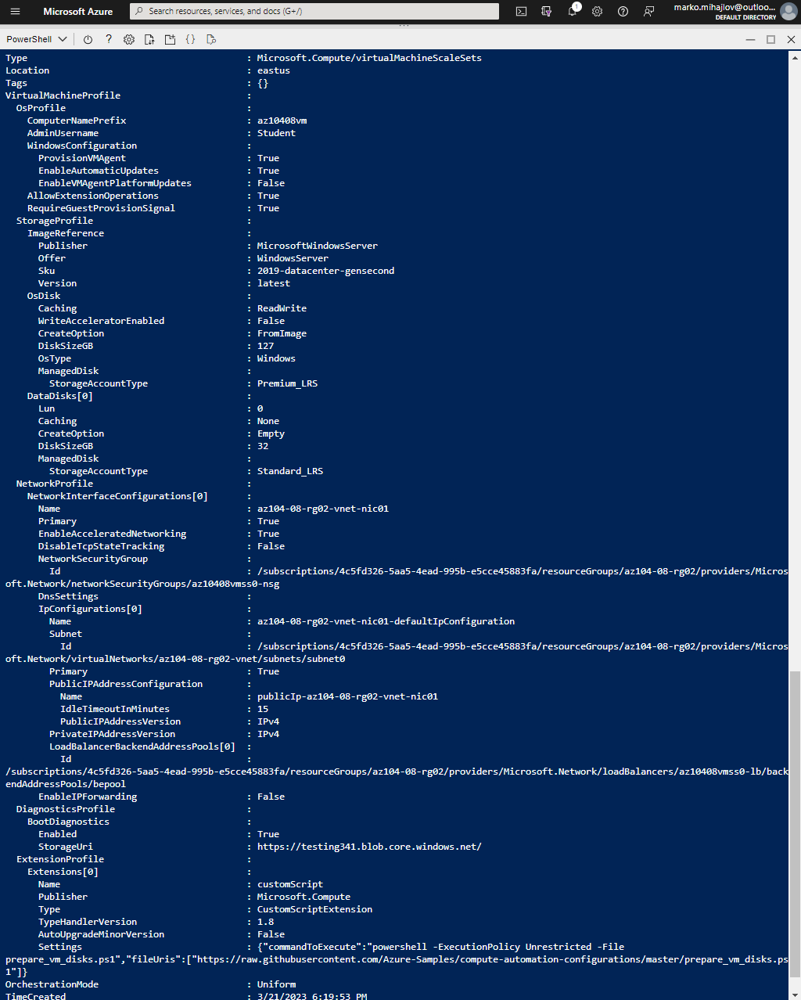 Microsoft Azure
Search resources, services, and docs (G+/)
1
marko.mihajlov@outloo...
DEFAULT DIRECTORY
PowerShell
Type : Microsoft.Compute/virtualMachineScaleSets
Location : eastus
Tags : {}
VirtualMachineProfile :
OsProfile :
ComputerNamePrefix : az10408vm
AdminUsername : Student
WindowsConfiguration :
ProvisionVMAgent : True
EnableAutomaticUpdates : True
EnableVMAgentPlatformUpdates : False
AllowExtensionOperations : True
RequireGuestProvisionSignal : True
StorageProfile :
ImageReference :
Publisher : MicrosoftWindowsServer
Offer : WindowsServer
Sku : 2019-datacenter-gensecond
Version : latest
OsDisk :
Caching : ReadWrite
WriteAcceleratorEnabled : False
CreateOption : FromImage
DiskSizeGB : 127
OsType : Windows
ManagedDisk :
StorageAccountType : Premium_LRS
DataDisks[0] :
Lun : 0
Caching : None
CreateOption : Empty
DiskSizeGB : 32
ManagedDisk :
StorageAccountType : Standard_LRS
NetworkProfile :
NetworkInterfaceConfigurations[0] :
Name : az104-08-rg02-vnet-nic01
Primary : True
EnableAcceleratedNetworking : True
DisableTcpStateTracking : False
NetworkSecurityGroup :
Id : /subscriptions/4c5fd326-5aa5-4ead-995b-e5cce45883fa/resourceGroups/az104-08-rg02/providers/Micros
oft.Network/networkSecurityGroups/az10408vmss0-nsg
DnsSettings :
IpConfigurations[0] :
Name : az104-08-rg02-vnet-nic01-defaultIpConfiguration
Subnet :
Id : /subscriptions/4c5fd326-5aa5-4ead-995b-e5cce45883fa/resourceGroups/az104-08-rg02/providers/Micros
oft.Network/virtualNetworks/az104-08-rg02-vnet/subnets/subnet0
Primary : True
PublicIPAddressConfiguration :
Name : publicIp-az104-08-rg02-vnet-nic01
IdleTimeoutInMinutes : 15
PublicIPAddressVersion : IPv4
PrivateIPAddressVersion : IPv4
LoadBalancerBackendAddressPools[0] :
Id :
/subscriptions/4c5fd326-5aa5-4ead-995b-e5cce45883fa/resourceGroups/az104-08-rg02/providers/Microsoft.Network/loadBalancers/az10408vmss0-lb/back
endAddressPools/bepool
EnableIPForwarding : False
DiagnosticsProfile :
BootDiagnostics :
Enabled : True
StorageUri : https://testing341.blob.core.windows.net/
ExtensionProfile :
Extensions[0] :
Name : customScript
Publisher : Microsoft.Compute
Type : CustomScriptExtension
TypeHandlerVersion : 1.8
AutoUpgradeMinorVersion : False
Settings : {"commandToExecute":"powershell -ExecutionPolicy Unrestricted -File
prepare_vm_disks.ps1","fileUris":["https://raw.githubusercontent.com/Azure-Samples/compute-automation-configurations/master/prepare_vm_disks.ps
1"]}
OrchestrationMode : Uniform
TimeCreated : 3/21/2023 6:19:53 PM